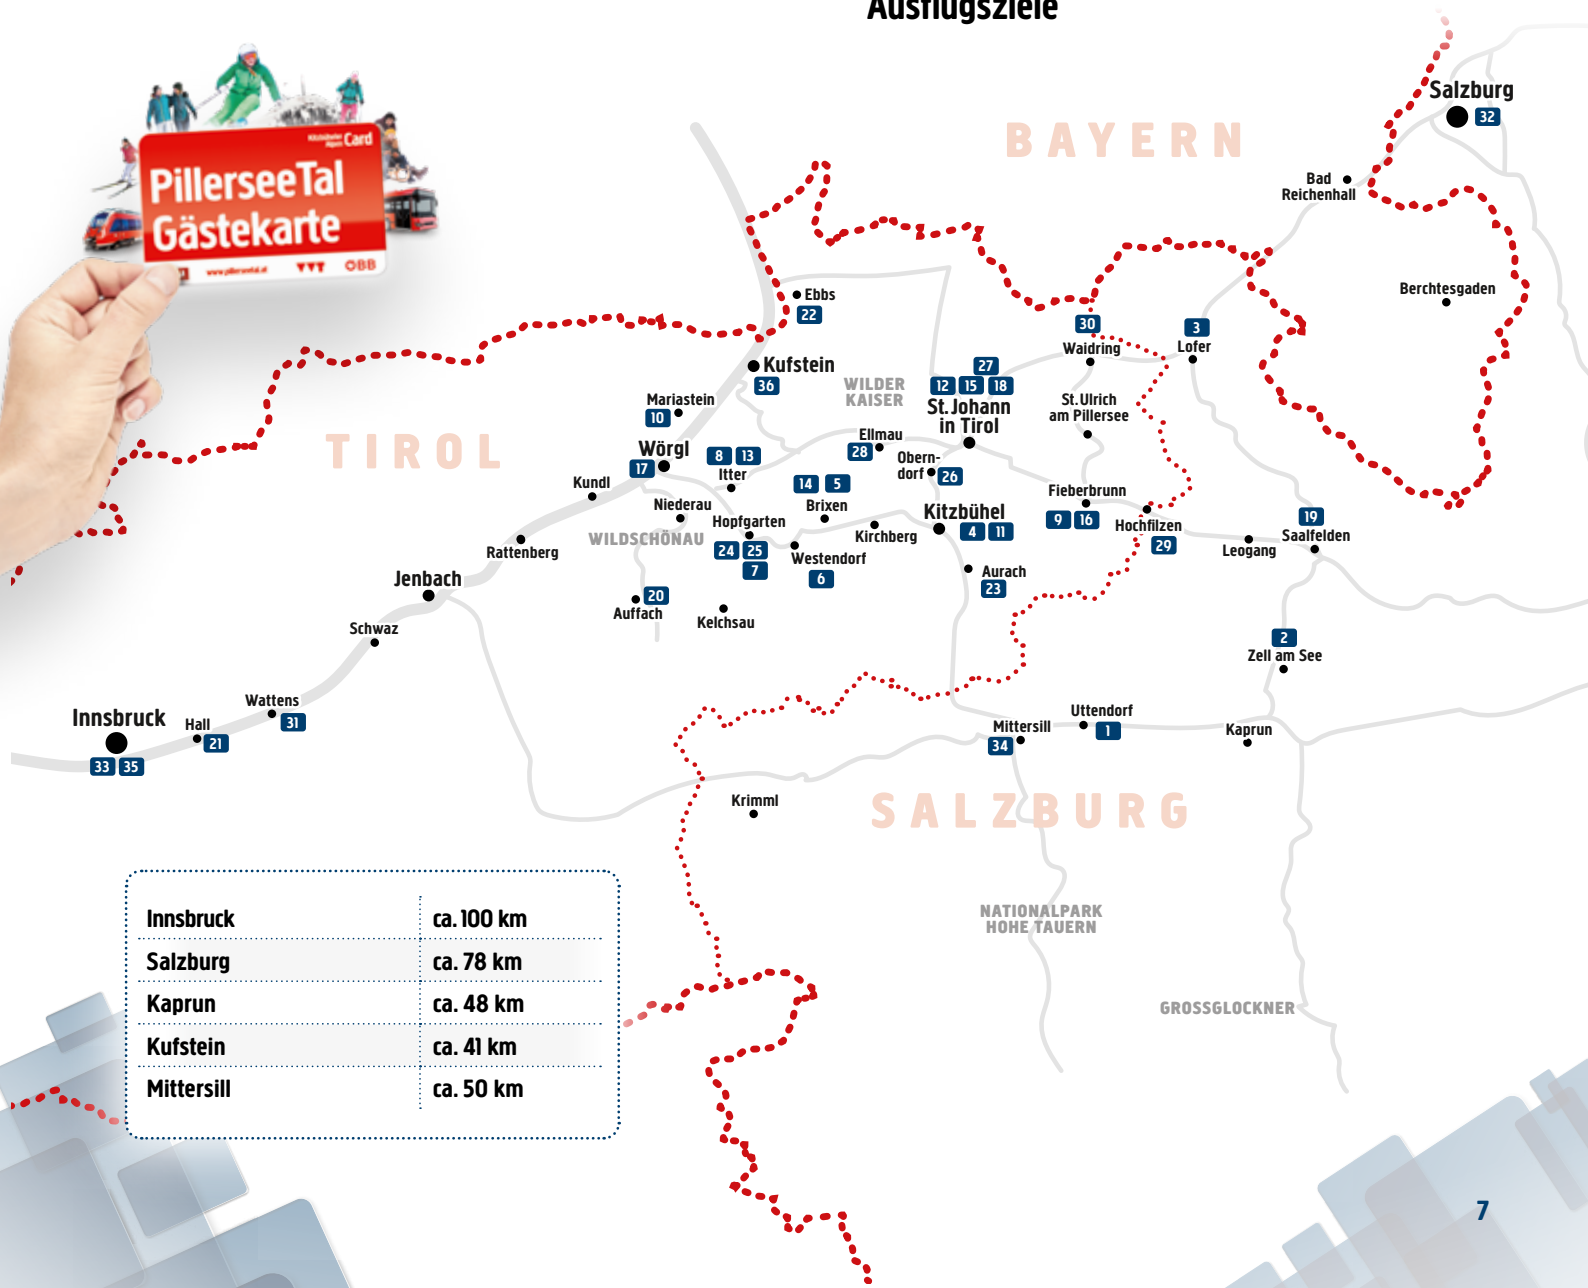 Ausflugsziele
Kitzbüheler
Alpen Card
PillerseeTal
Gästekarte
www.pillerseetal.at
VVT
ÖBB
BAYERN
Salzburg
32
Bad
Reichenhall
Berchtesgaden
Ebbs
22
30
Waidring
3
Lofer
Kufstein
36
WILDER
KAISER
27
12 15 18
St. Johann
in Tirol
St. Ulrich
am Pillersee
Mariastein
10
TIROL
Wörgl
17
8 13
Itter
Ellmau
28
Obern-
dorf
26
Kundl
14 5
Brixen
Fieberbrunn
9 16
Niederau
Hopfgarten
24 25
7
WILDSCHÖNAU
Kirchberg
Kitzbühel
4 11
Hochfilzen
29
19
Saalfelden
Leogang
Rattenberg
Westendorf
6
Jenbach
Aurach
23
20
Auffach
Kelchsau
Schwaz
2
Zell am See
Innsbruck
33 35
Hall
21
Wattens
31
Mittersill
34
Uttendorf
1
Kaprun
Krimml
SALZBURG
NATIONALPARK
HOHE TAUERN
GROSSGLOCKNER
Innsbruck ca. 100 km
Salzburg ca. 78 km
Kaprun ca. 48 km
Kufstein ca. 41 km
Mittersill ca. 50 km
7